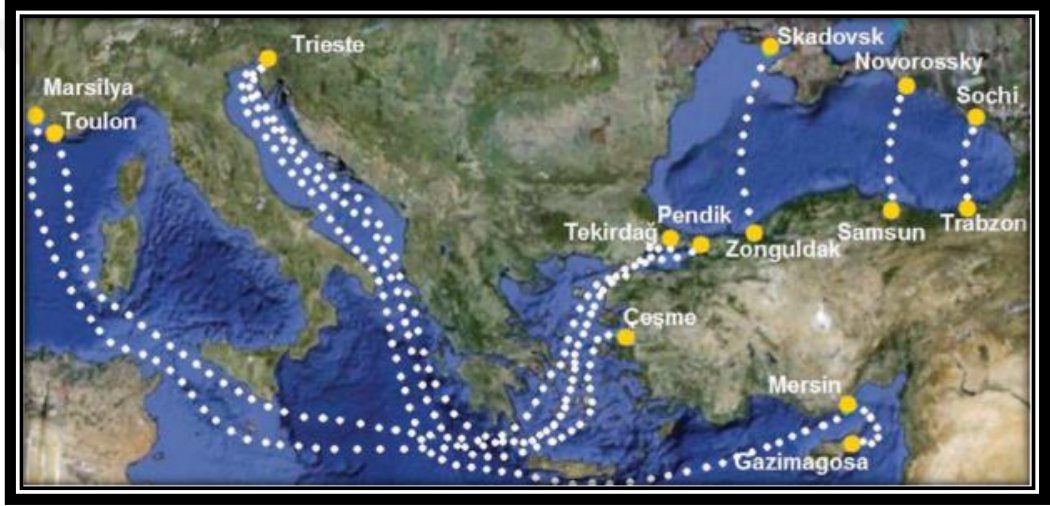 Trieste
Skadovsk
Marsilya
Novorossky
Toulon
Sochi
Pendik
Tekirdağ
Zonguldak
Samsun
Trabzon
Çeşme
Mersin
Gazimagosa